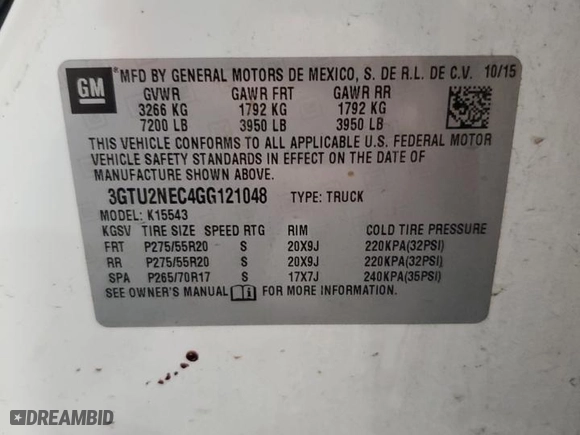 GM ® MFD BY GENERAL MOTORS DE MEXICO, S. DE R.L. DE C.V. 10/15
GVWR GAWR FRT GAWR RR
3266 KG 1792 KG 1792 KG
7200 LB 3950 LB 3950 LB
THIS VEHICLE CONFORMS TO ALL APPLICABLE U.S. FEDERAL MOTOR
VEHICLE SAFETY STANDARDS IN EFFECT ON THE DATE OF
MANUFACTURE SHOWN ABOVE.
3GTU2NEC4GG121048 TYPE: TRUCK
MODEL: K15543
KGSV TIRE SIZE SPEED RTG RIM COLD TIRE PRESSURE
FRT P275/55R20 S 20X9J 220KPA(32PSI)
RR P275/55R20 S 20X9J 220KPA(32PSI)
SPA P265/70R17 S 17X7J 240KPA(35PSI)
SEE OWNER'S MANUAL FOR MORE INFORMATION.
DREAMBID